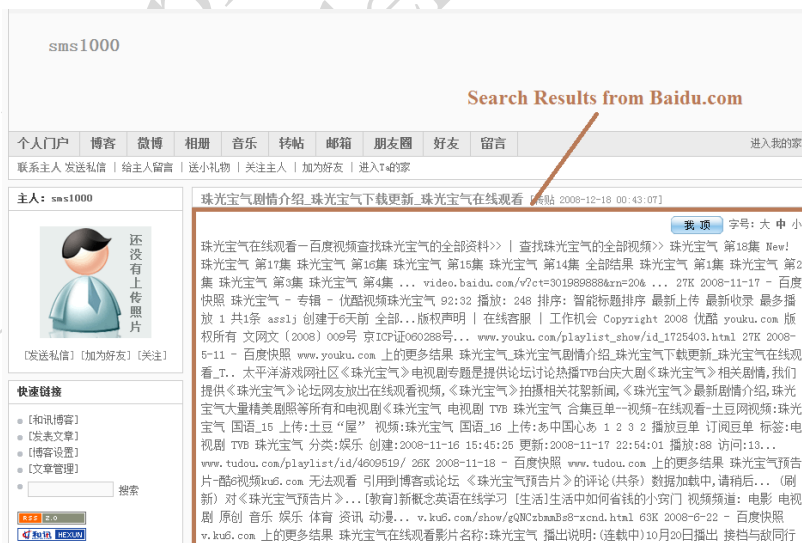 sms1000
Search Results from Baidu.com
个人门户 博客 微博 相册 音乐 转帖 邮箱 朋友圈 好友 留言 进入我的家
联系主人 发送私信 | 给主人留言 | 送小礼物 | 关注主人 | 加为好友 | 进入Ta的家
主人: sms1000
还没有上传照片
[发送私信] [加为好友] [关注]
快速链接
[和讯博客]
[发表文章]
[博客设置]
[文章管理]
搜索
RSS 2.0
和讯 HEXUN
珠光宝气剧情介绍_珠光宝气下载更新_珠光宝气在线观看 [转贴 2008-12-18 00:43:07]
我 顶 字号: 大 中 小
珠光宝气在线观看—百度视频查找珠光宝气的全部资料>> | 查找珠光宝气的全部视频>> 珠光宝气 第18集 New!
珠光宝气 第17集 珠光宝气 第16集 珠光宝气 第15集 珠光宝气 第14集 全部结果 珠光宝气 第1集 珠光宝气 第2
集 珠光宝气 第3集 珠光宝气 第4集 ... video.baidu.com/v?ct=301989888&rn=20& ... 27K 2008-11-17 - 百度
快照 珠光宝气 - 专辑 - 优酷视频珠光宝气 92:32 播放: 248 排序: 智能标题排序 最新上传 最新收录 最多播
放 1 共1条 asslj 创建于6天前 全部...版权声明 | 在线客服 | 工作机会 Copyright 2008 优酷 youku.com 版
权所有 文网文〔2008〕009号 京ICP证060288号... www.youku.com/playlist_show/id_1725403.html 27K 2008-
5-11 - 百度快照 www.youku.com 上的更多结果 珠光宝气_珠光宝气剧情介绍_珠光宝气下载更新_珠光宝气在线观
看_T.. 太平洋游戏网社区《珠光宝气》电视剧专题是提供论坛讨论热播TVB台庆大剧《珠光宝气》相关剧情,我们
提供《珠光宝气》论坛网友放出在线观看视频,《珠光宝气》拍摄相关花絮新闻,《珠光宝气》最新剧情介绍,珠光
宝气大量精美剧照等所有和电视剧《珠光宝气 电视剧 TVB 珠光宝气 合集豆单--视频-在线观看-土豆网视频:珠光
宝气 国语_15 上传:土豆“屋” 视频:珠光宝气 国语_16 上传:あ中国心あ 1 2 3 2 播放豆单 订阅豆单 标签:电
视剧 TVB 珠光宝气 分类:娱乐 创建:2008-11-16 15:45:25 更新:2008-11-17 22:54:01 播放:88 访问:13...
www.tudou.com/playlist/id/4609519/ 26K 2008-11-18 - 百度快照 www.tudou.com 上的更多结果 珠光宝气预告
片-酷6视频ku6.com 无法观看 引用到博客或论坛 《珠光宝气预告片》的评论(共条) 数据加载中,请稍后... (刷
新) 对《珠光宝气预告片》...[教育]新概念英语在线学习 [生活]生活中如何省钱的小窍门 视频频道: 电影 电视
剧 原创 音乐 娱乐 体育 资讯 动漫... v.ku6.com/show/gQNCzbmmBs8-xcnd.html 63K 2008-6-22 - 百度快照
v.ku6.com 上的更多结果 珠光宝气在线观看影片名称:珠光宝气 播出说明:(连载中)10月20日播出 接档与敌同行